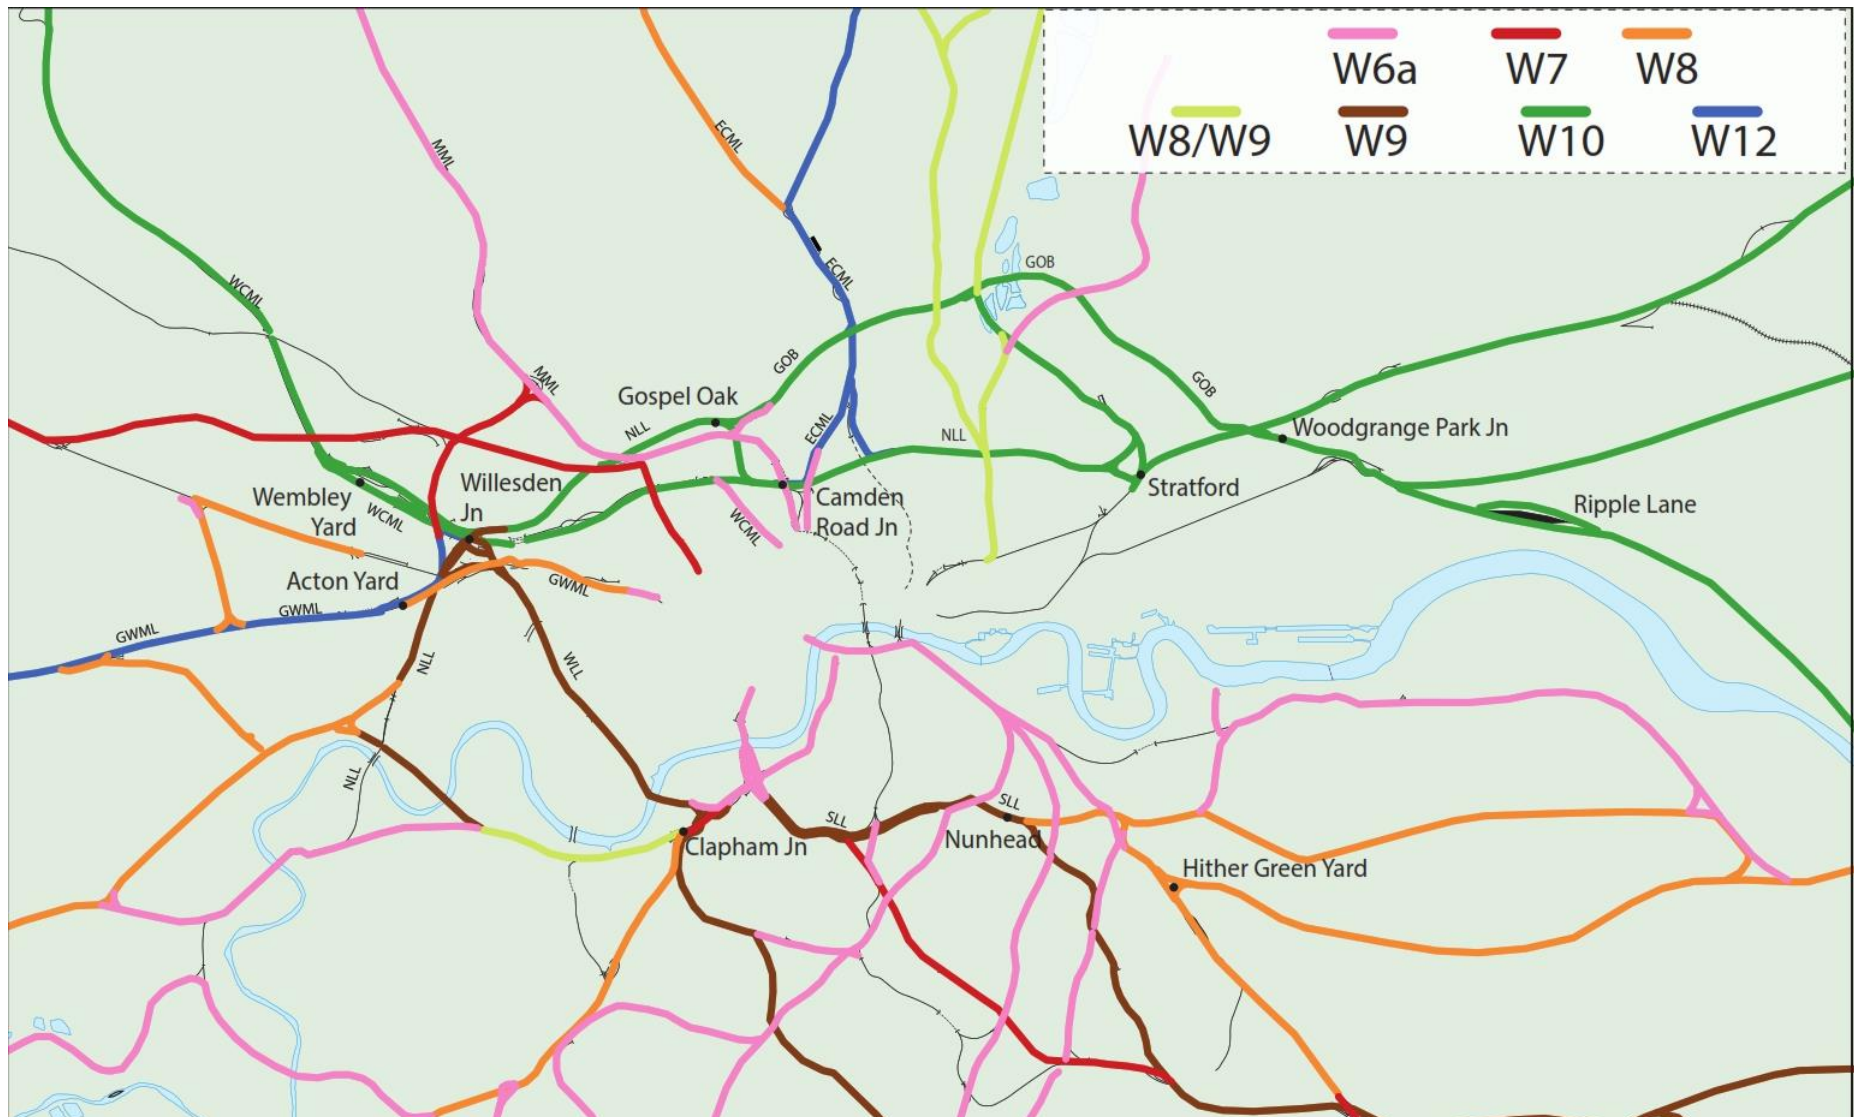 W6a
W7
W8
W8/W9
W9
W10
W12
MML
ECML
ECML
WCML
GOB
MML
GOB
GOB
Gospel Oak
NLL
ECML
NLL
Woodgrange Park Jn
Wembley
Yard
WCML
Willesden
Jn
WCML
Camden
Road Jn
Stratford
Ripple Lane
Acton Yard
GWML
GWML
GWML
NLL
WLL
NLL
Clapham Jn
SLL
SLL
Nunhead
Hither Green Yard